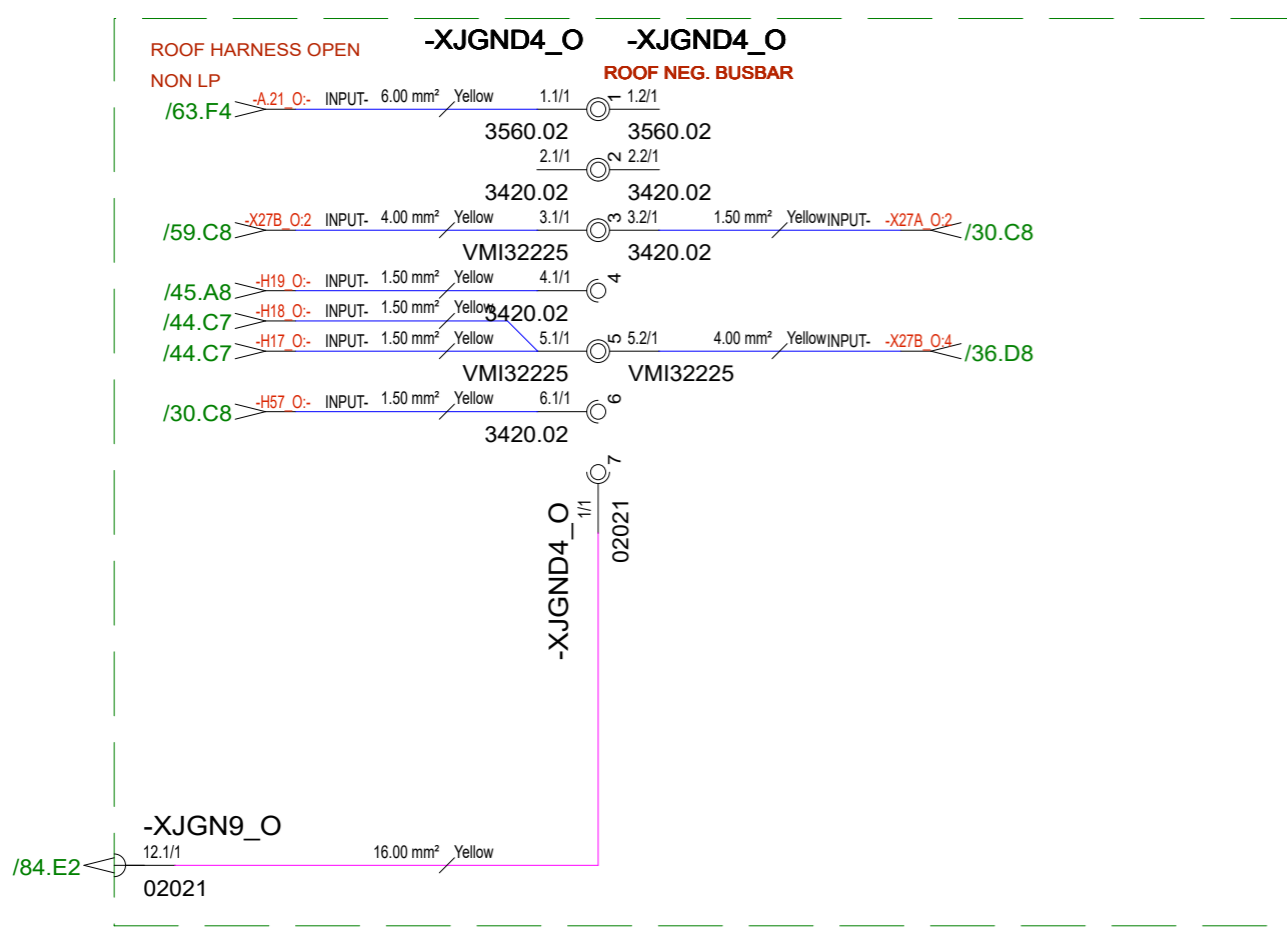 -XJGND4_O -XJGND4_O
ROOF HARNESS OPEN
NON LP
ROOF NEG. BUSBAR
/63.F4 -A.21_O:- INPUT- 6.00 mm² Yellow 1.1/1 1 1.2/1
3560.02 3560.02
2.1/1 2 2.2/1
3420.02 3420.02
/59.C8 -X27B_O:2 INPUT- 4.00 mm² Yellow 3.1/1 3 3.2/1 1.50 mm² Yellow INPUT- -X27A_O:2 /30.C8
VMI32225 3420.02
/45.A8 -H19_O:- INPUT- 1.50 mm² Yellow 4.1/1 4
3420.02
/44.C7 -H18_O:- INPUT- 1.50 mm² Yellow
/44.C7 -H17_O:- INPUT- 1.50 mm² Yellow 5.1/1 5 5.2/1 4.00 mm² Yellow INPUT- -X27B_O:4 /36.D8
VMI32225 VMI32225
/30.C8 -H57_O:- INPUT- 1.50 mm² Yellow 6.1/1 6
3420.02
7
-XJGND4_O 1/1 02021
-XJGN9_O
/84.E2 12.1/1 16.00 mm² Yellow
02021